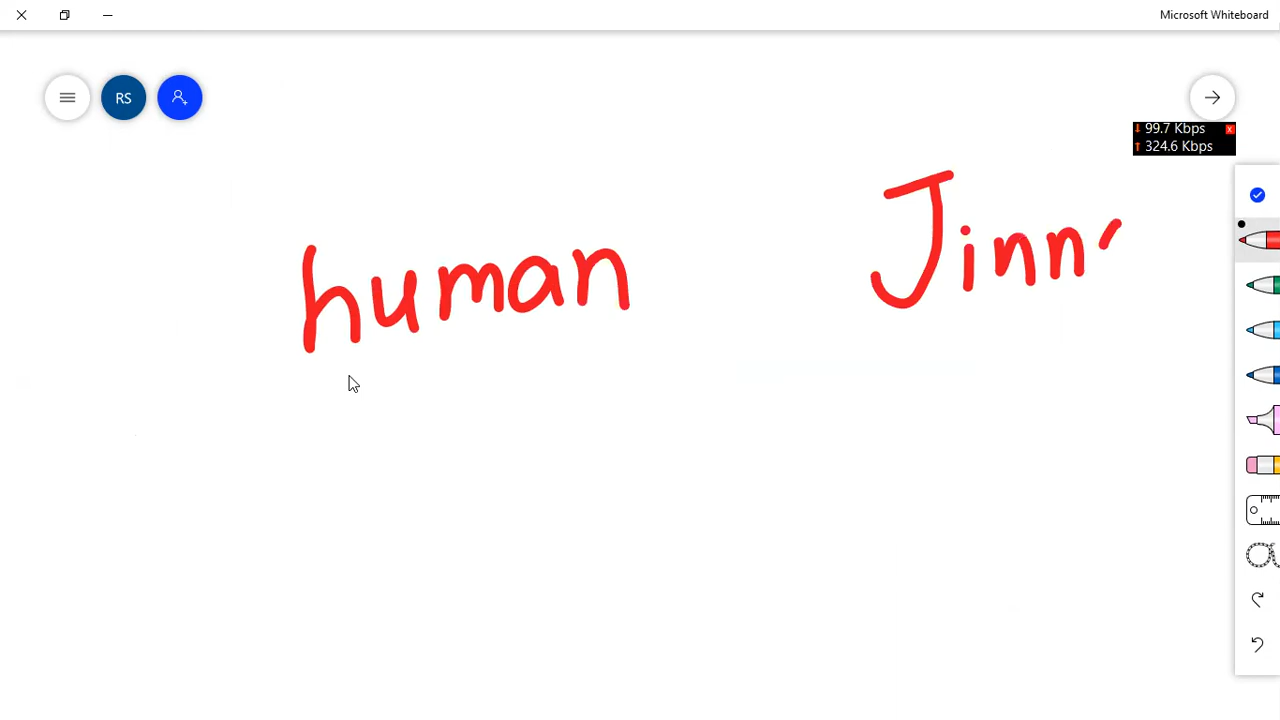 Microsoft Whiteboard
RS
99.7 Kbps x
324.6 Kbps
human Jinn